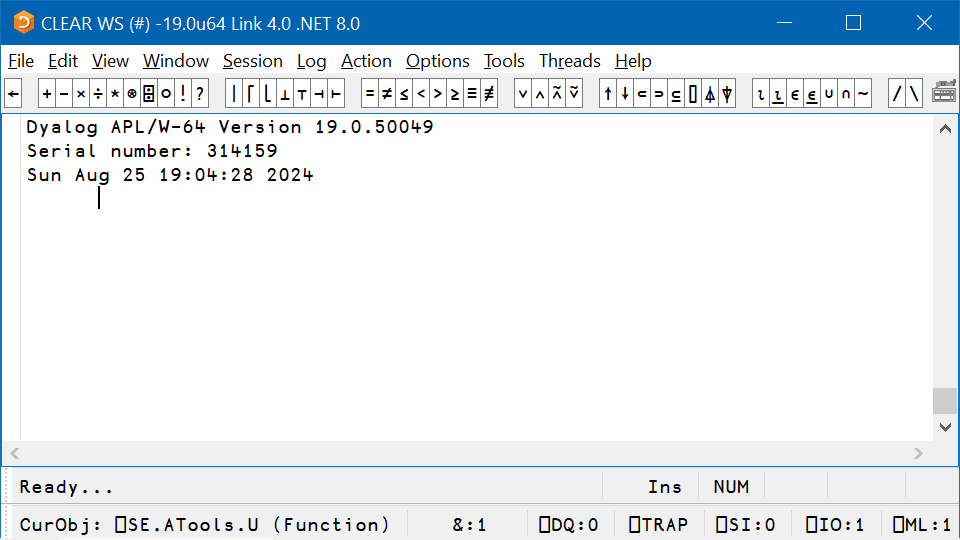 CLEAR WS (#) -19.0u64 Link 4.0 .NET 8.0
File Edit View Window Session Log Action Options Tools Threads Help
← + - × ÷ * ⍟ ⌹ ○ ! ? | ⌈ ⌊ ⊥ ⊤ ⊣ ⊢ = ≠ ≤ < > ≥ ≡ ≢ ∨ ∧ ⍲ ⍱ ↑ ↓ ⊂ ⊃ ⊆ ⌷ ⍋ ⍒ ⍳ ⍸ ∊ ⍷ ∪ ∩ ~ / \
Dyalog APL/W-64 Version 19.0.50049
Serial number: 314159
Sun Aug 25 19:04:28 2024
Ready... Ins NUM
CurObj: ⎕SE.ATools.U (Function) &:1 ⎕DQ:0 ⎕TRAP ⎕SI:0 ⎕IO:1 ⎕ML:1